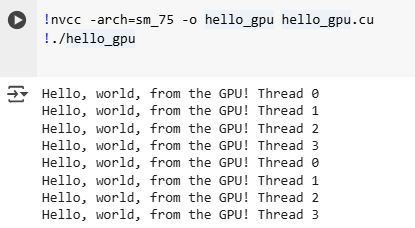 !nvcc -arch=sm_75 -o hello_gpu hello_gpu.cu
!./hello_gpu
Hello, world, from the GPU! Thread 0
Hello, world, from the GPU! Thread 1
Hello, world, from the GPU! Thread 2
Hello, world, from the GPU! Thread 3
Hello, world, from the GPU! Thread 0
Hello, world, from the GPU! Thread 1
Hello, world, from the GPU! Thread 2
Hello, world, from the GPU! Thread 3